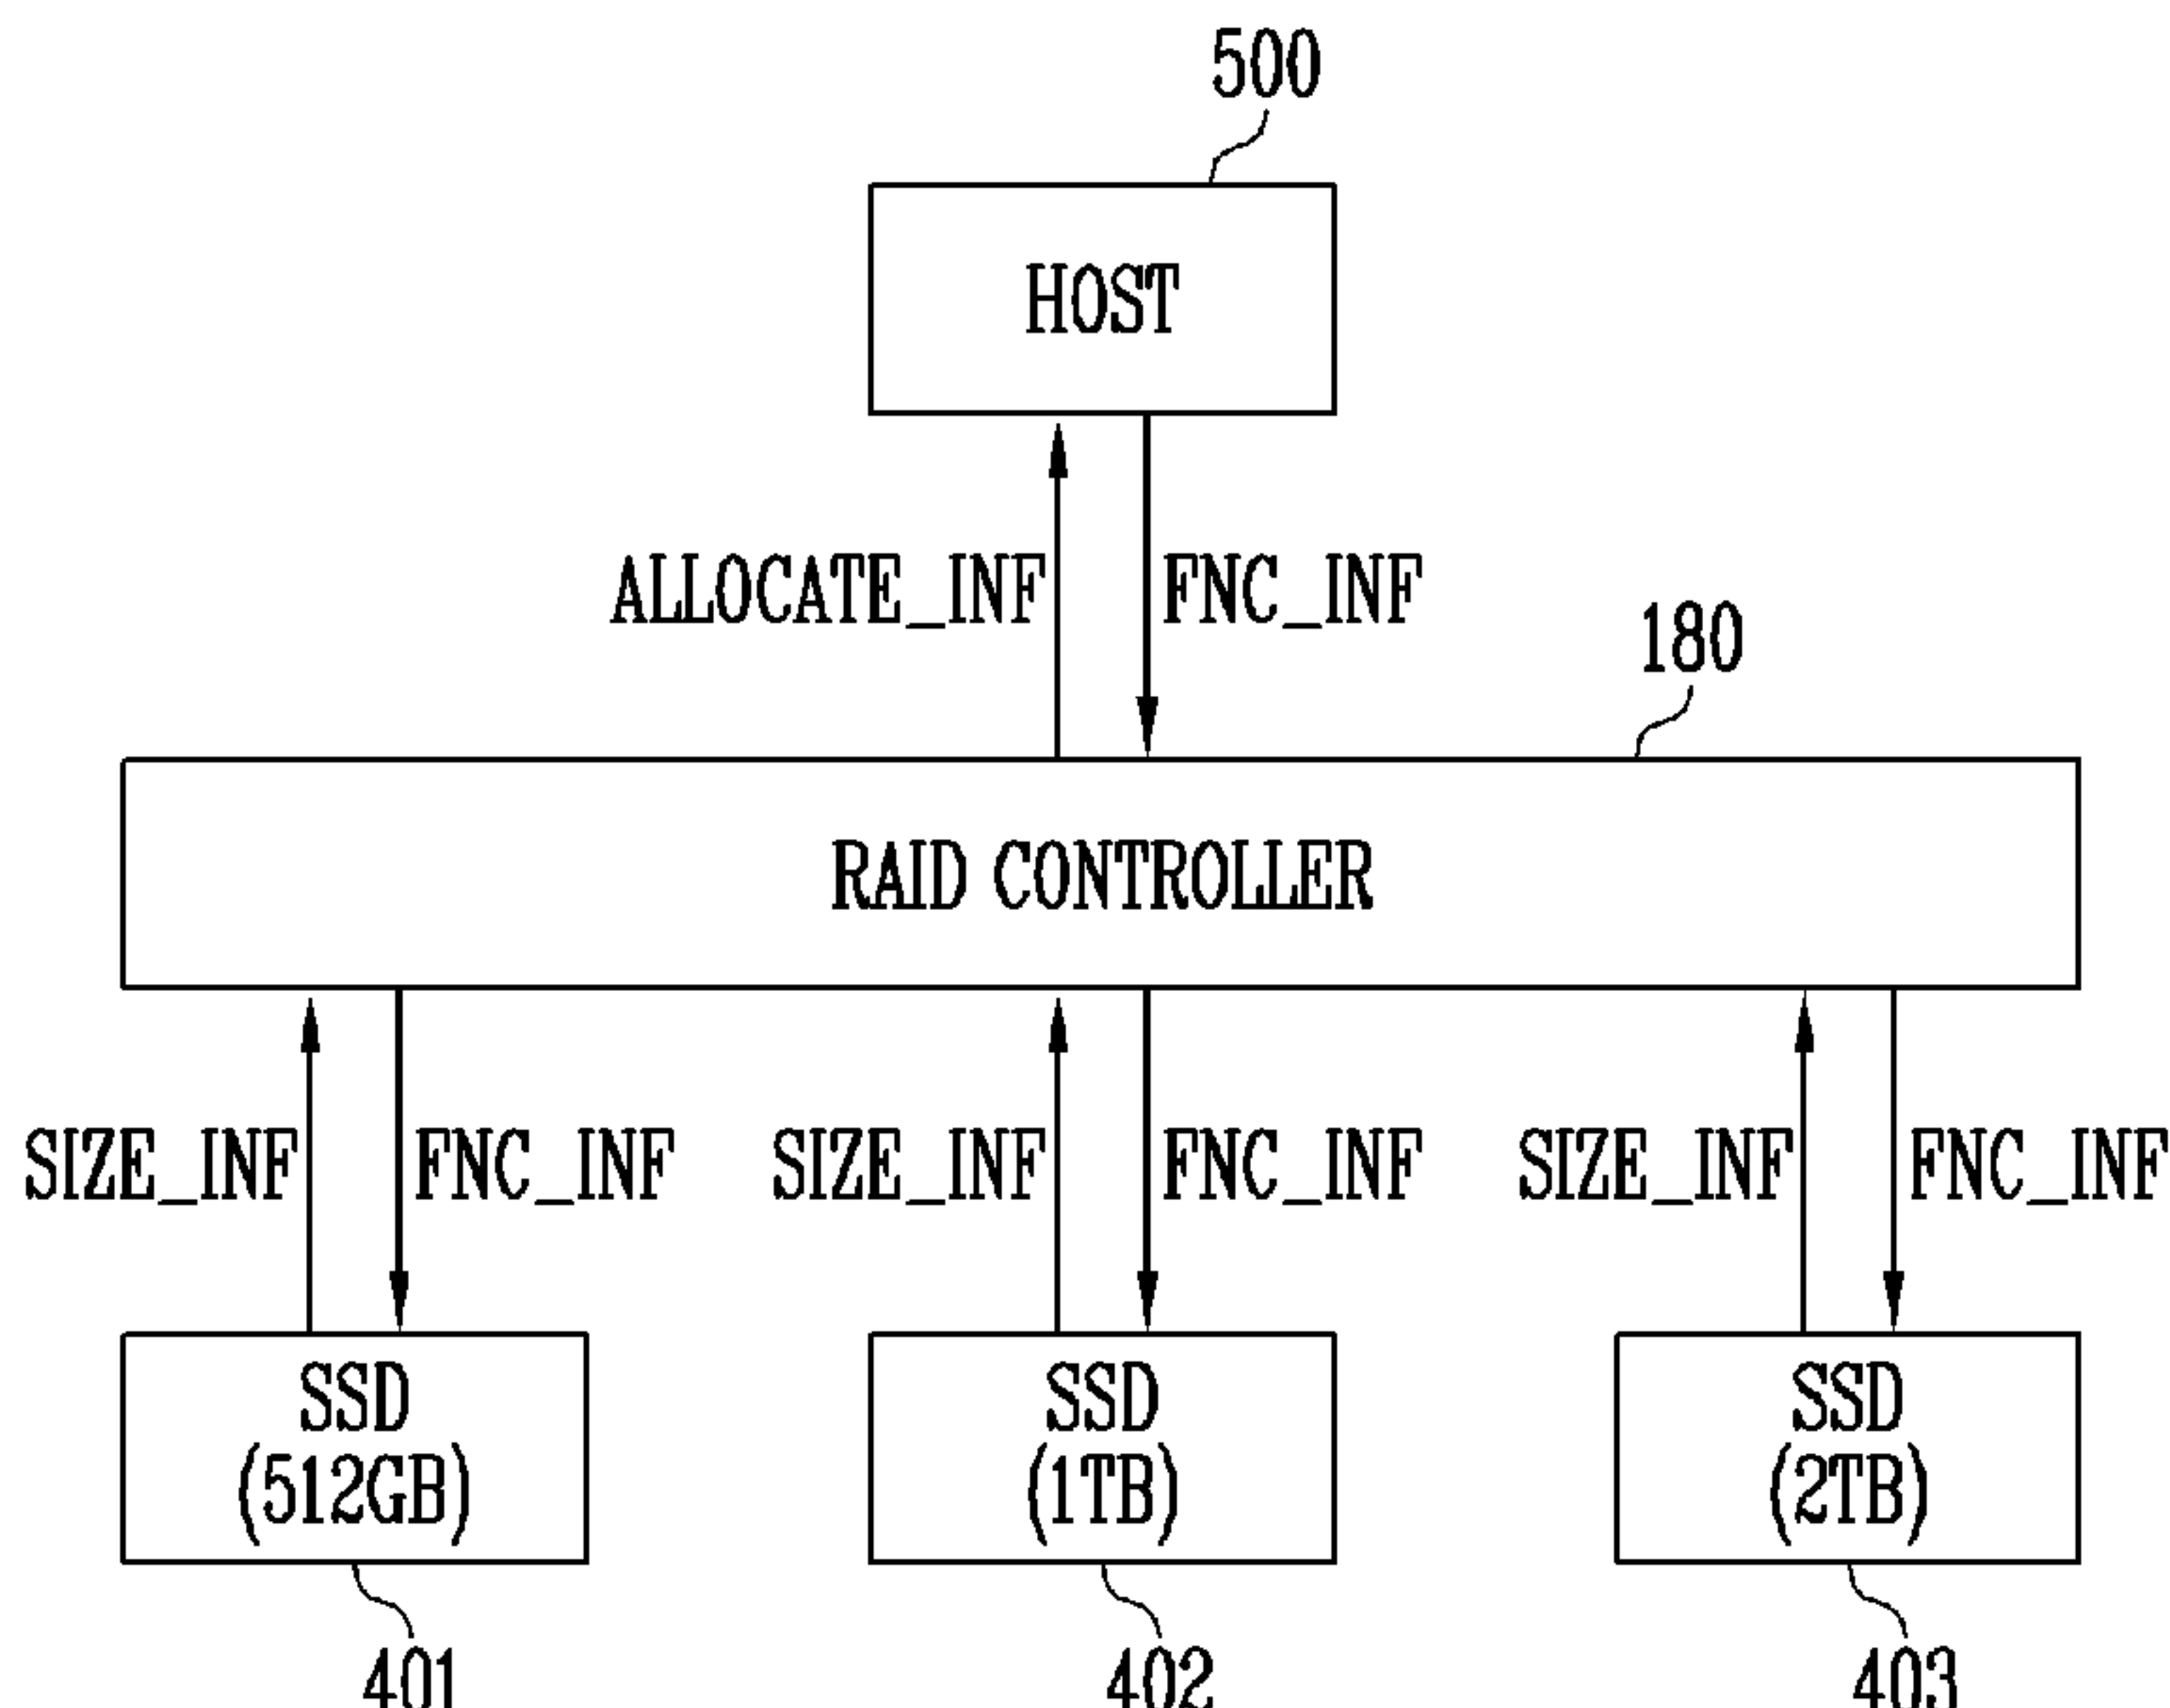 500
HOST
ALLOCATE_INF FNC_INF
180
RAID CONTROLLER
SIZE_INF FNC_INF SIZE_INF FNC_INF SIZE_INF FNC_INF
SSD SSD SSD
(512GB) (1TB) (2TB)
401 402 403